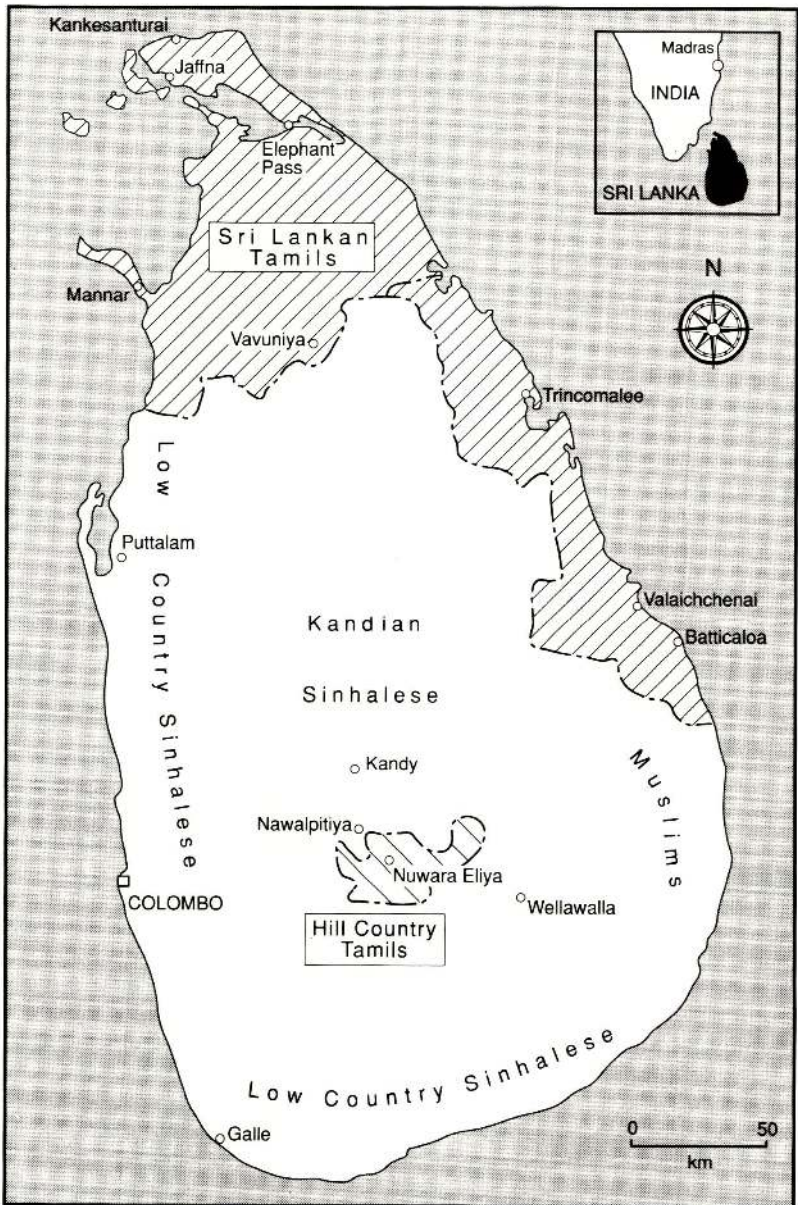 Kankesanturai
Jaffna
Elephant
Pass
Madras
INDIA
SRI LANKA
Sri Lankan
Tamils
N
Mannar
Vavuniya
Trincomalee
Low Country Sinhalese
Puttalam
Valaichchenai
Batticaloa
Kandian
Sinhalese
Kandy
Muslims
Nawalpitiya
Nuwara Eliya
COLOMBO
Wellawalla
Hill Country
Tamils
Low Country Sinhalese
Galle
0 50
km